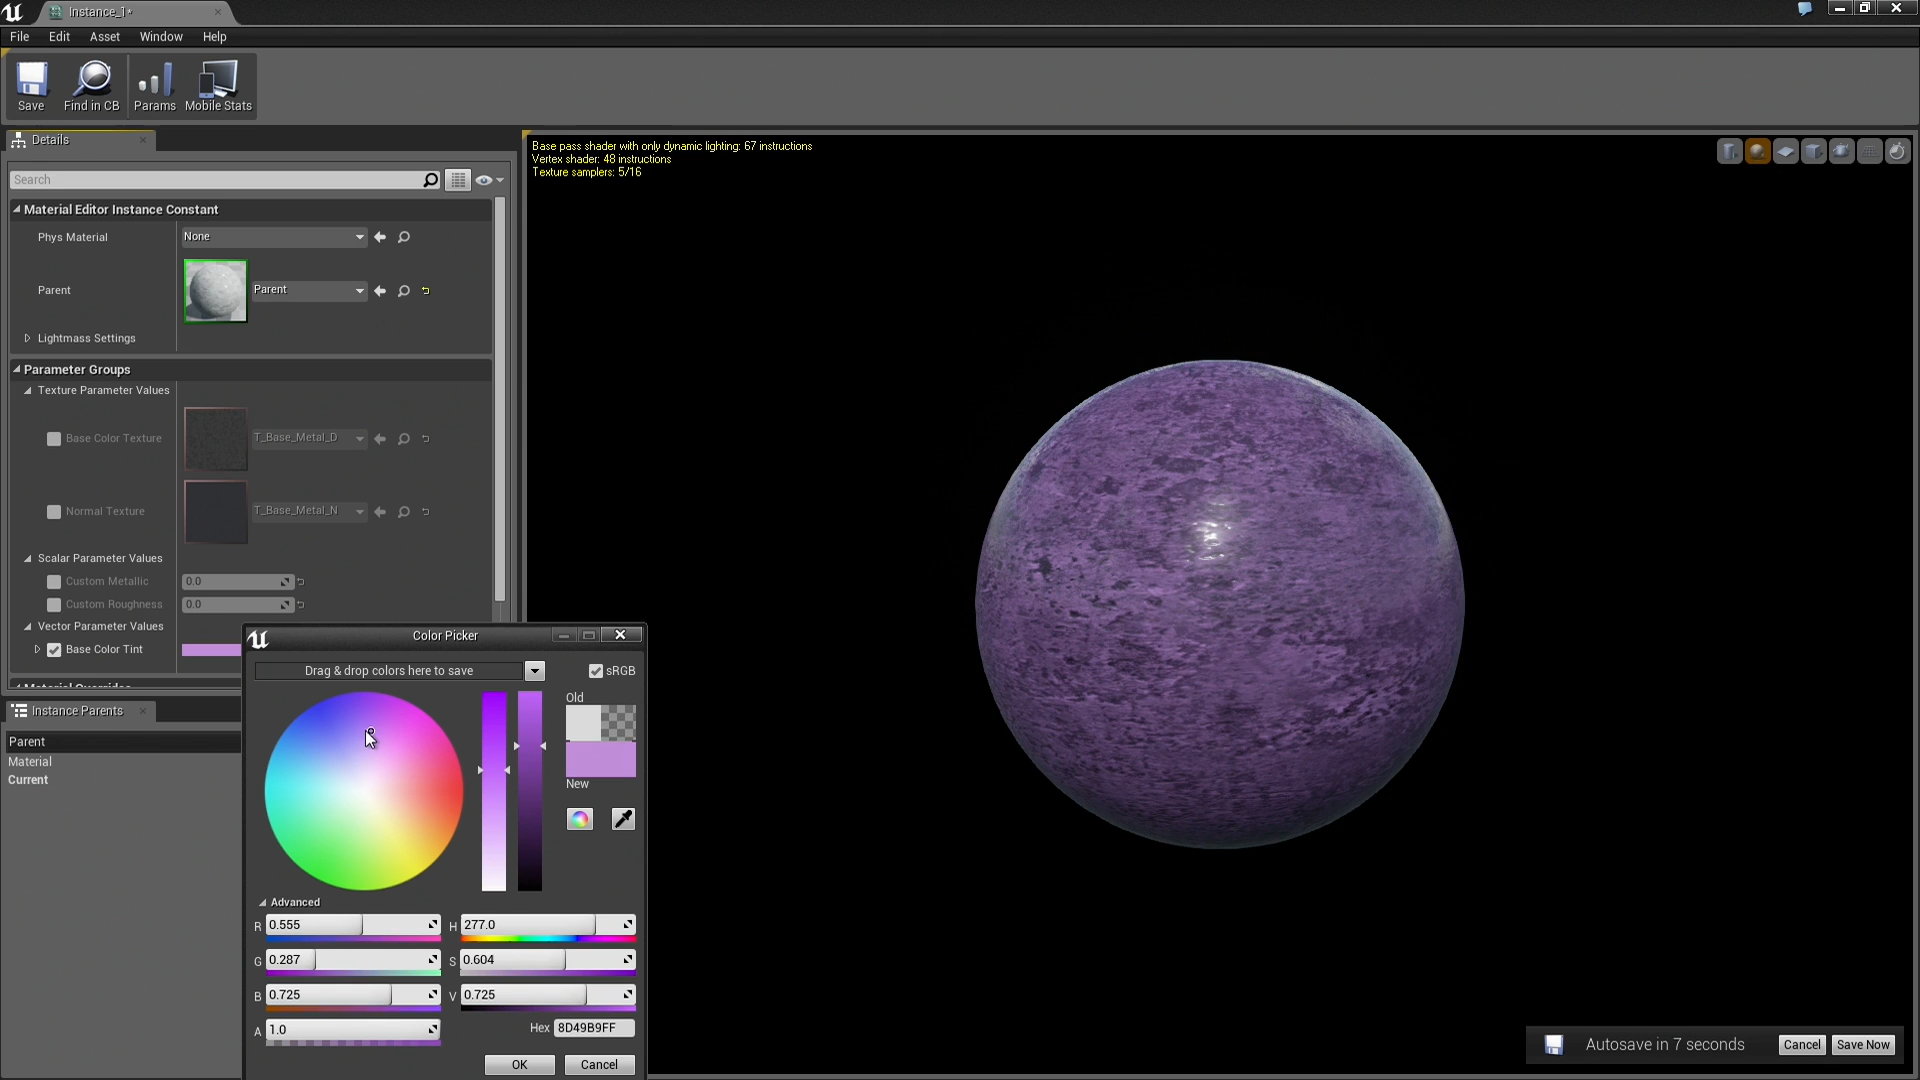 Instance_1*
File Edit Asset Window Help
Save Find in CB Params Mobile Stats
Details
Search
Material Editor Instance Constant
Phys Material None
Parent Parent
Lightmass Settings
Parameter Groups
Texture Parameter Values
Base Color Texture T_Base_Metal_D
Normal Texture T_Base_Metal_N
Scalar Parameter Values
Custom Metallic 0.0
Custom Roughness 0.0
Vector Parameter Values
Base Color Tint
Material Overrides
Instance Parents
Parent
Material
Current
Base pass shader with only dynamic lighting: 67 instructions
Vertex shader: 48 instructions
Texture samplers: 5/16
Color Picker
Drag & drop colors here to save
sRGB
Old
New
Advanced
R 0.555 H 277.0
G 0.287 S 0.604
B 0.725 V 0.725
A 1.0 Hex 8D49B9FF
OK Cancel
Autosave in 7 seconds Cancel Save Now